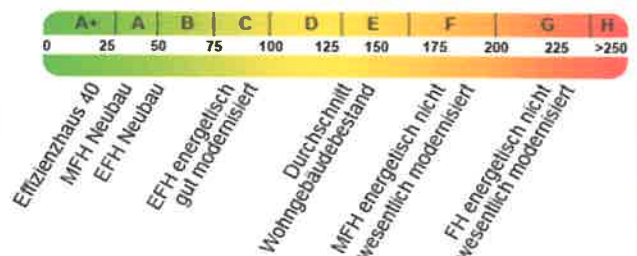 A+ A B C D E F G H
0 25 50 75 100 125 150 175 200 225 >250
Effizienzhaus 40
MFH Neubau
EFH Neubau
EFH energetisch
gut modernisiert
Durchschnitt
Wohngebäudebestand
MFH energetisch nicht
wesentlich modernisiert
FH energetisch nicht
wesentlich modernisiert